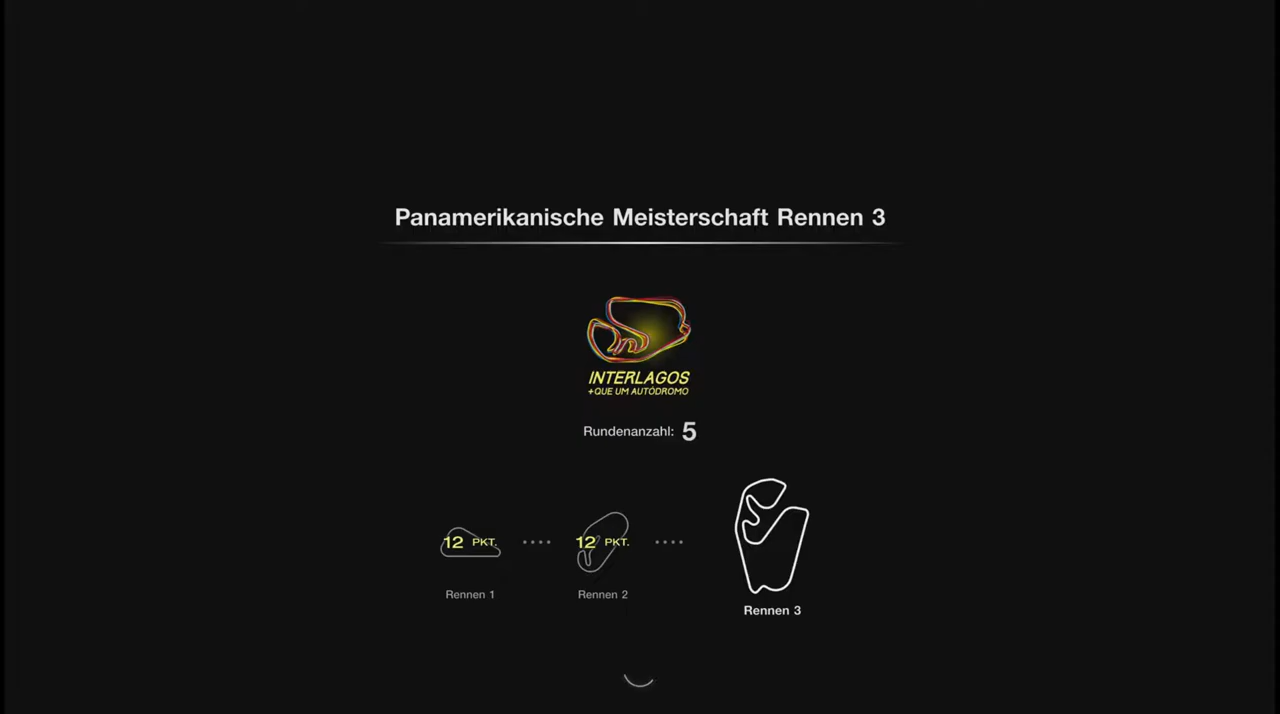 Panamerikanische Meisterschaft Rennen 3
INTERLAGOS
+QUE UM AUTÓDROMO
Rundenanzahl: 5
12 PKT.
12 PKT.
Rennen 1
Rennen 2
Rennen 3